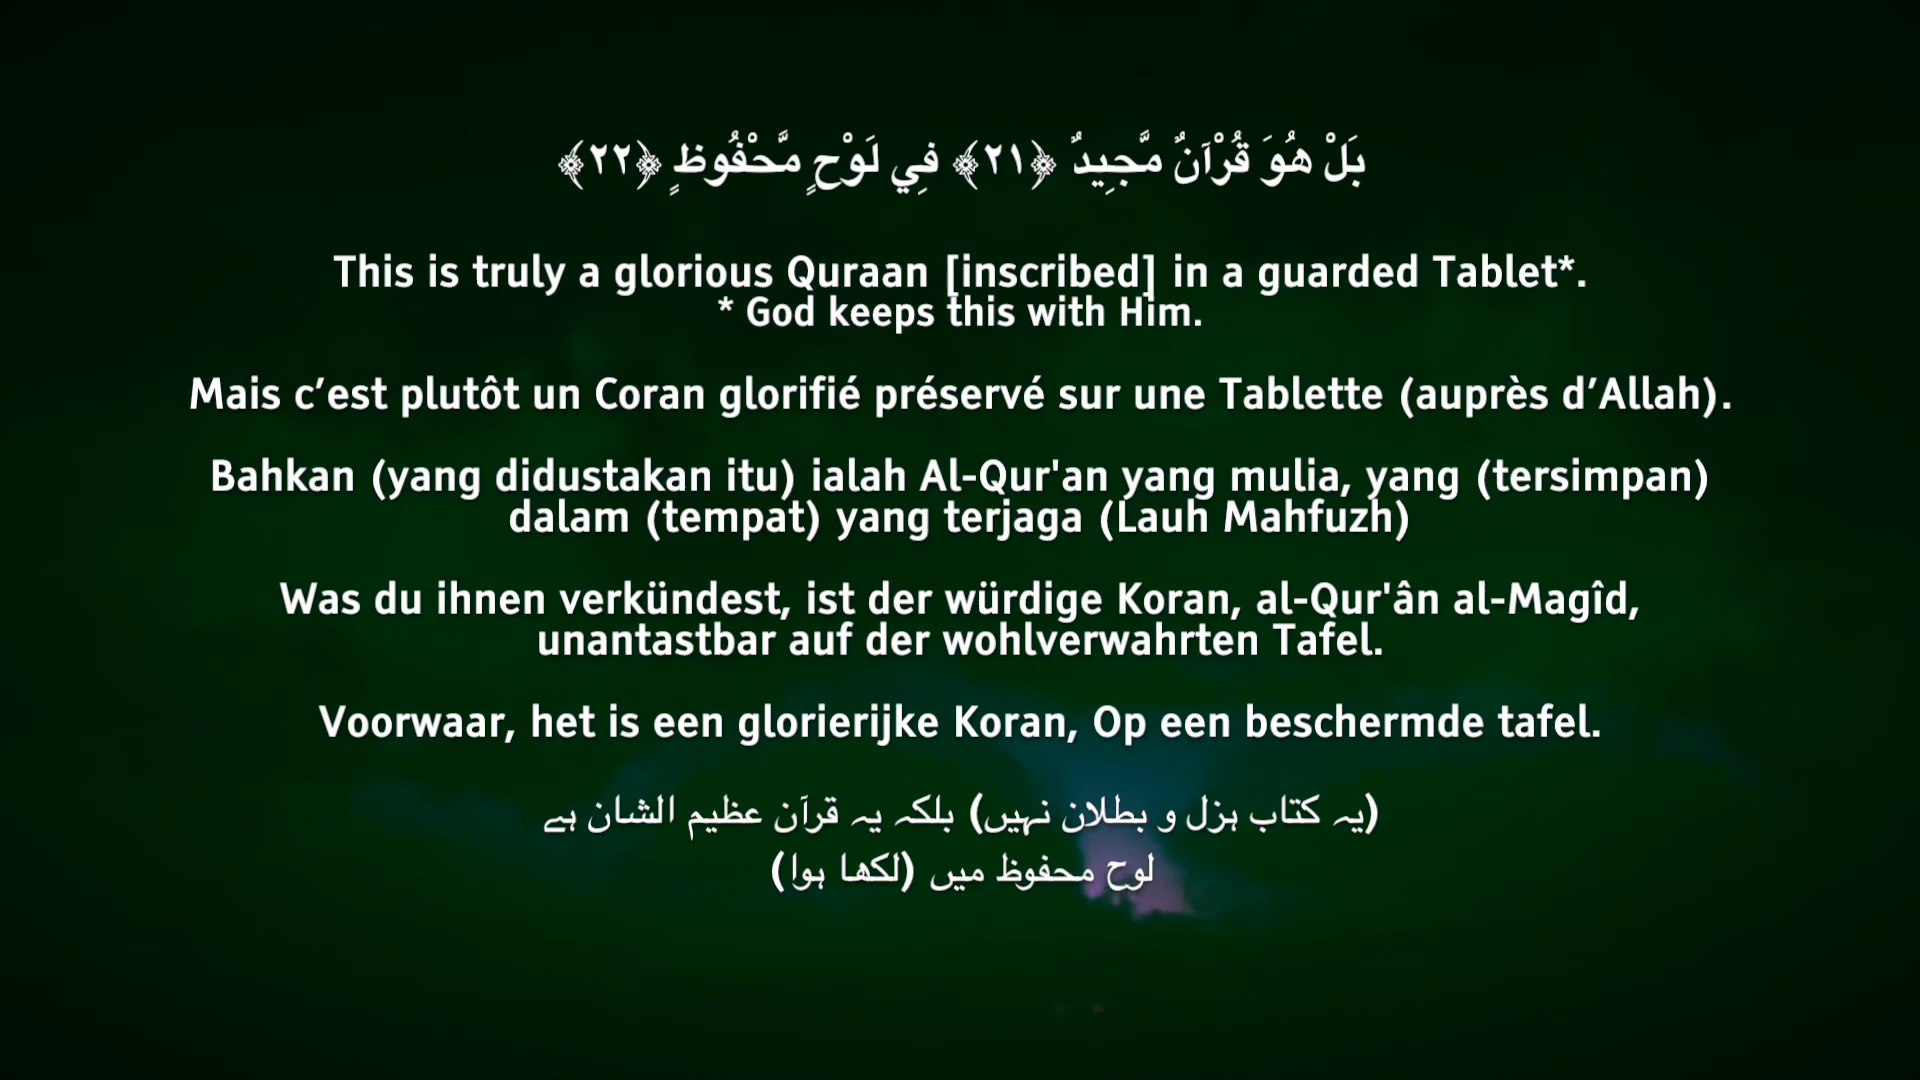 بَلْ هُوَ قُرْآنٌ مَّجِيدٌ ﴿٢١﴾ فِي لَوْحٍ مَّحْفُوظٍ ﴿٢٢﴾
This is truly a glorious Quraan [inscribed] in a guarded Tablet*.
* God keeps this with Him.
Mais c’est plutôt un Coran glorifié préservé sur une Tablette (auprès d’Allah).
Bahkan (yang didustakan itu) ialah Al-Qur'an yang mulia, yang (tersimpan)
dalam (tempat) yang terjaga (Lauh Mahfuzh)
Was du ihnen verkündest, ist der würdige Koran, al-Qur'ân al-Magîd,
unantastbar auf der wohlverwahrten Tafel.
Voorwaar, het is een glorierijke Koran, Op een beschermde tafel.
(یہ کتاب ہزل و بطلان نہیں) بلکہ یہ قرآن عظیم الشان ہے
لوح محفوظ میں (لکھا ہوا)